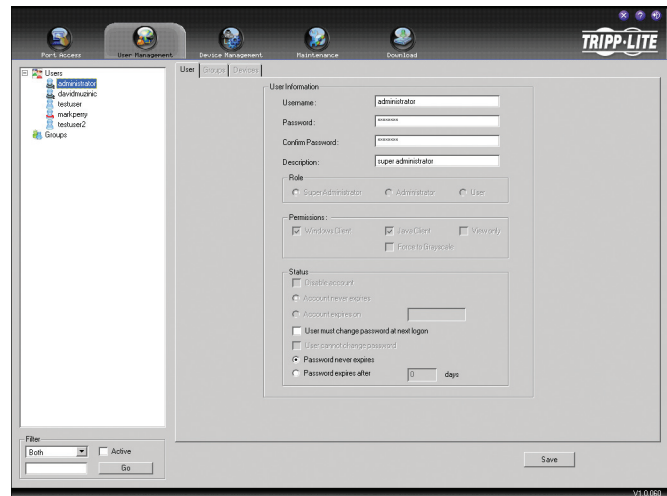 TRIPP·LITE
Port Access
User Management
Device Management
Maintenance
Download
Users
administrator
davidmuzinic
testuser
markperry
testuser2
Groups
User
Groups
Devices
User Information
Username:
administrator
Password:
xxxxxxxx
Confirm Password:
xxxxxxxx
Description:
super administrator
Role
Super Administrator
Administrator
User
Permissions:
Windows Client
Java Client
View only
Force to Grayscale
Status
Disable account
Account never expires
Account expires on
User must change password at next logon
User cannot change password
Password never expires
Password expires after
0
days
Filter
Both
Active
Go
Save
V1.0.060